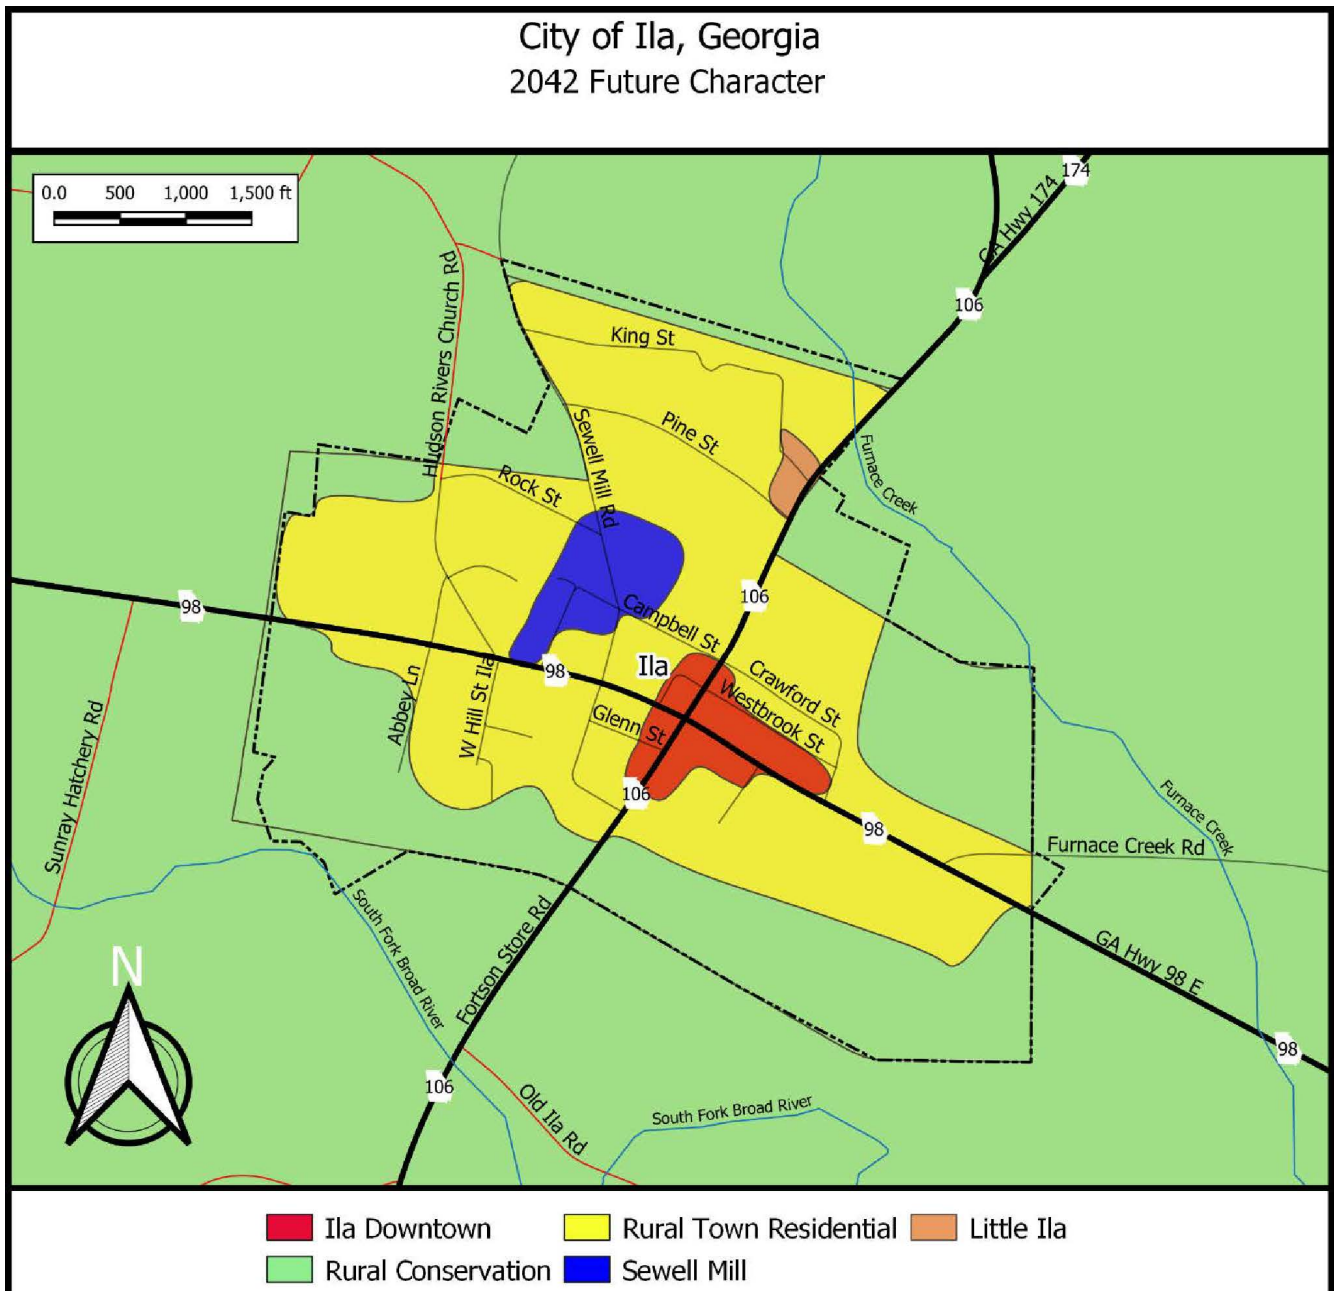 City of Ila, Georgia
2042 Future Character
0.0 500 1,000 1,500 ft
174
GA Hwy 174
106
Hudson Rivers Church Rd
King St
Pine St
Sewell Mill Rd
Furnace Creek
Rock St
98
106
Campbell St
Ila
98
Crawford St
Westbrook St
Abbey Ln
W Hill St Ila
Glenn St
Sunray Hatchery Rd
106
98
Furnace Creek
Furnace Creek Rd
South Fork Broad River
Fortson Store Rd
GA Hwy 98 E
N
98
106
Old Ila Rd
South Fork Broad River
Ila Downtown
Rural Town Residential
Little Ila
Rural Conservation
Sewell Mill